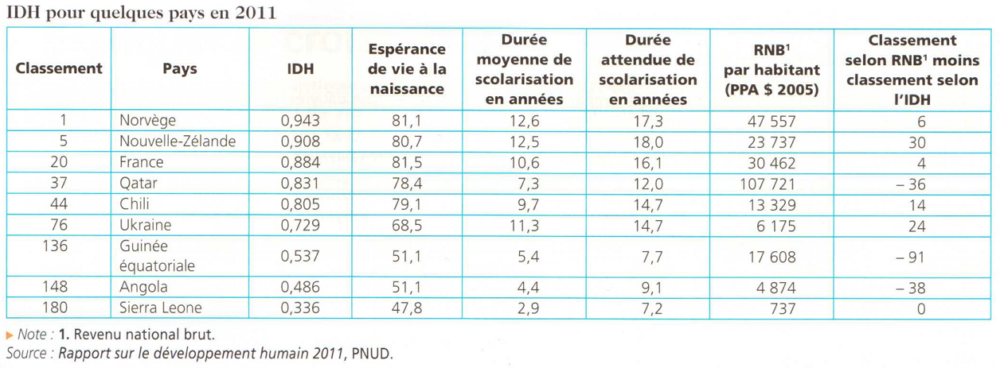 IDH pour quelques pays en 2011
Classement Pays IDH Espérance de vie à la naissance Durée moyenne de scolarisation en années Durée attendue de scolarisation en années RNB¹ par habitant (PPA $ 2005) Classement selon RNB¹ moins classement selon l'IDH
1 Norvège 0,943 81,1 12,6 17,3 47 557 6
5 Nouvelle-Zélande 0,908 80,7 12,5 18,0 23 737 30
20 France 0,884 81,5 10,6 16,1 30 462 4
37 Qatar 0,831 78,4 7,3 12,0 107 721 – 36
44 Chili 0,805 79,1 9,7 14,7 13 329 14
76 Ukraine 0,729 68,5 11,3 14,7 6 175 24
136 Guinée équatoriale 0,537 51,1 5,4 7,7 17 608 – 91
148 Angola 0,486 51,1 4,4 9,1 4 874 – 38
180 Sierra Leone 0,336 47,8 2,9 7,2 737 0
► Note : 1. Revenu national brut.
Source : Rapport sur le développement humain 2011, PNUD.